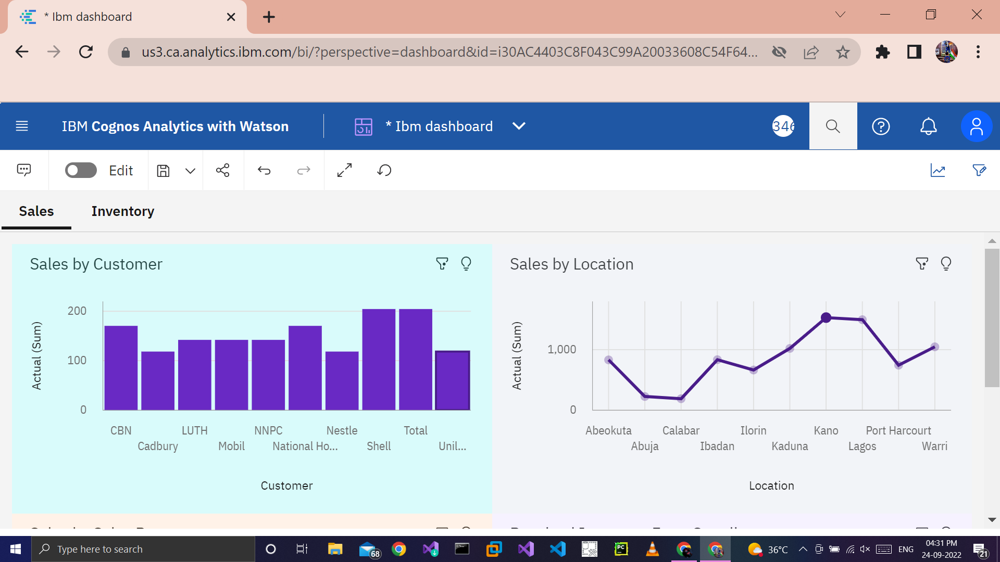 * Ibm dashboard
us3.ca.analytics.ibm.com/bi/?perspective=dashboard&id=i30AC4403C8F043C99A20033608C54F64...
IBM Cognos Analytics with Watson
* Ibm dashboard
346
Edit
Sales
Inventory
Sales by Customer
Actual (Sum)
200
100
0
CBN
LUTH
NNPC
Nestle
Total
Cadbury
Mobil
National Ho...
Shell
Unil...
Customer
Sales by Location
Actual (Sum)
1,000
0
Abeokuta
Calabar
Ilorin
Kano
Port Harcourt
Abuja
Ibadan
Kaduna
Lagos
Warri
Location
Type here to search
68
PC
36°C
ENG
04:31 PM
24-09-2022
21